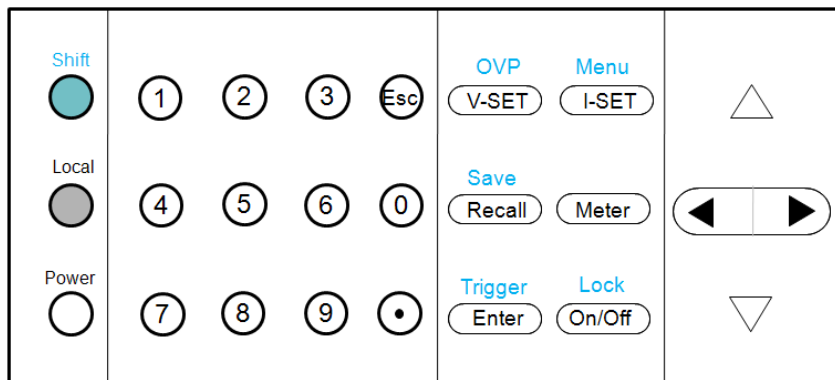 Shift OVP Menu
1 2 3 Esc V-SET I-SET
Local Save
4 5 6 0 Recall Meter
Power Trigger Lock
7 8 9 • Enter On/Off